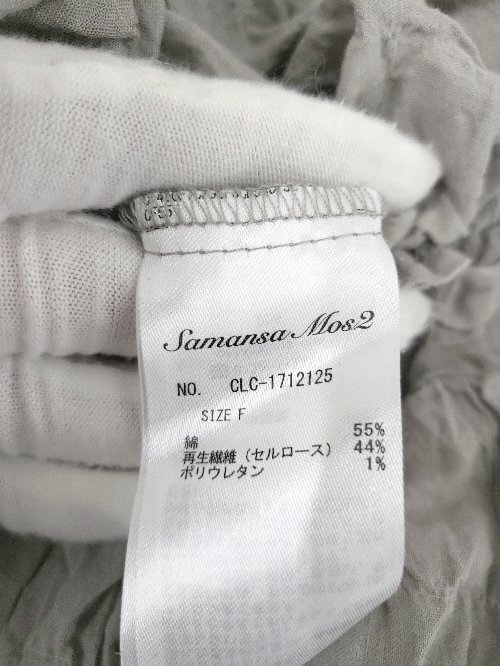 Samansa Mos2
NO. CLC-1712125
SIZE F
綿 55%
再生繊維(セルロース) 44%
ポリウレタン 1%